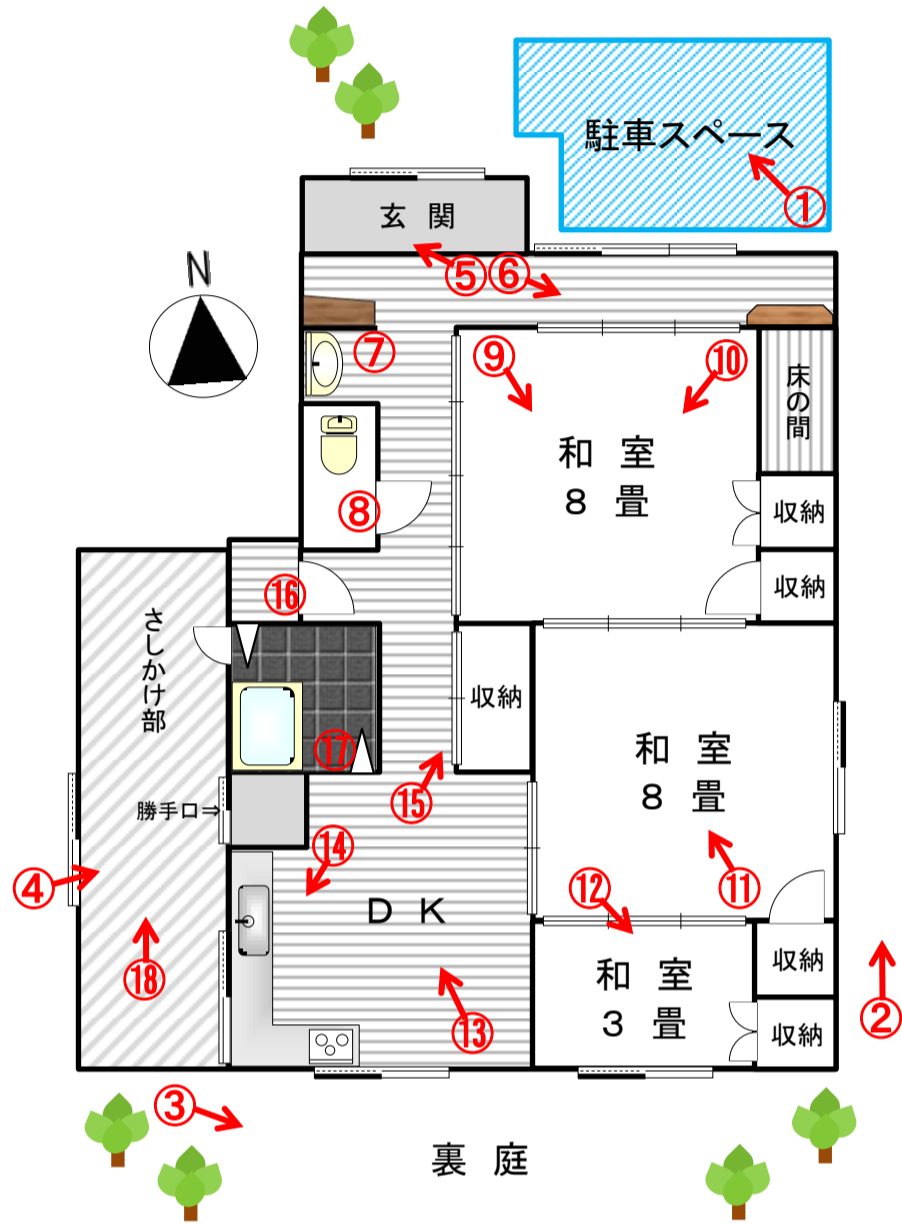 駐車スペース
①
玄 関
⑤
⑥
N
⑦
⑨
⑩
床の間
和 室
8 畳
⑧
収納
収納
⑯
さしかけ部
収納
和 室
8 畳
⑰
⑮
勝手口⇒
⑭
④
D K
⑫
⑪
⑱
和 室
3 畳
収納
②
⑬
収納
③
裏 庭